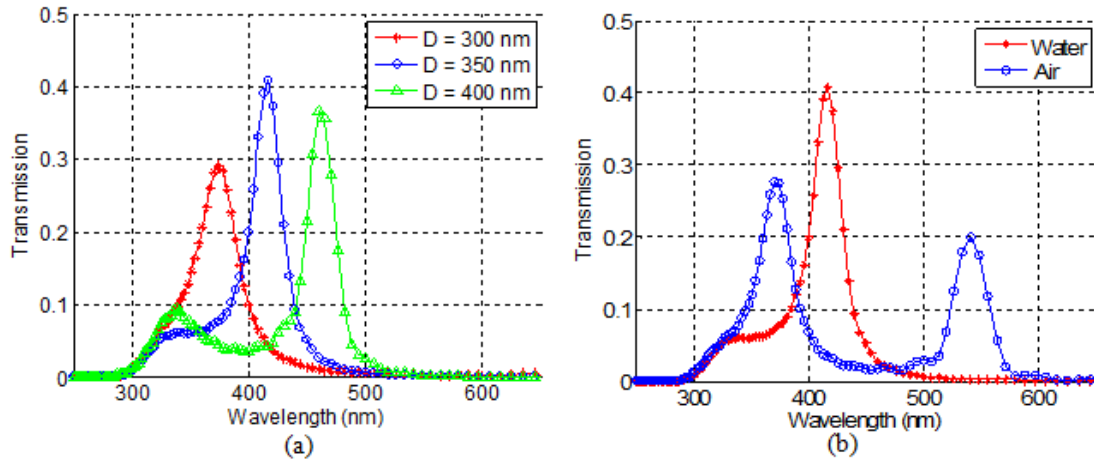 0.5
0.4
0.3
0.2
0.1
0
Transmission
300 400 500 600
Wavelength (nm)
D = 300 nm
D = 350 nm
D = 400 nm
(a)
0.5
0.4
0.3
0.2
0.1
0
Transmission
300 400 500 600
Wavelength (nm)
Water
Air
(b)